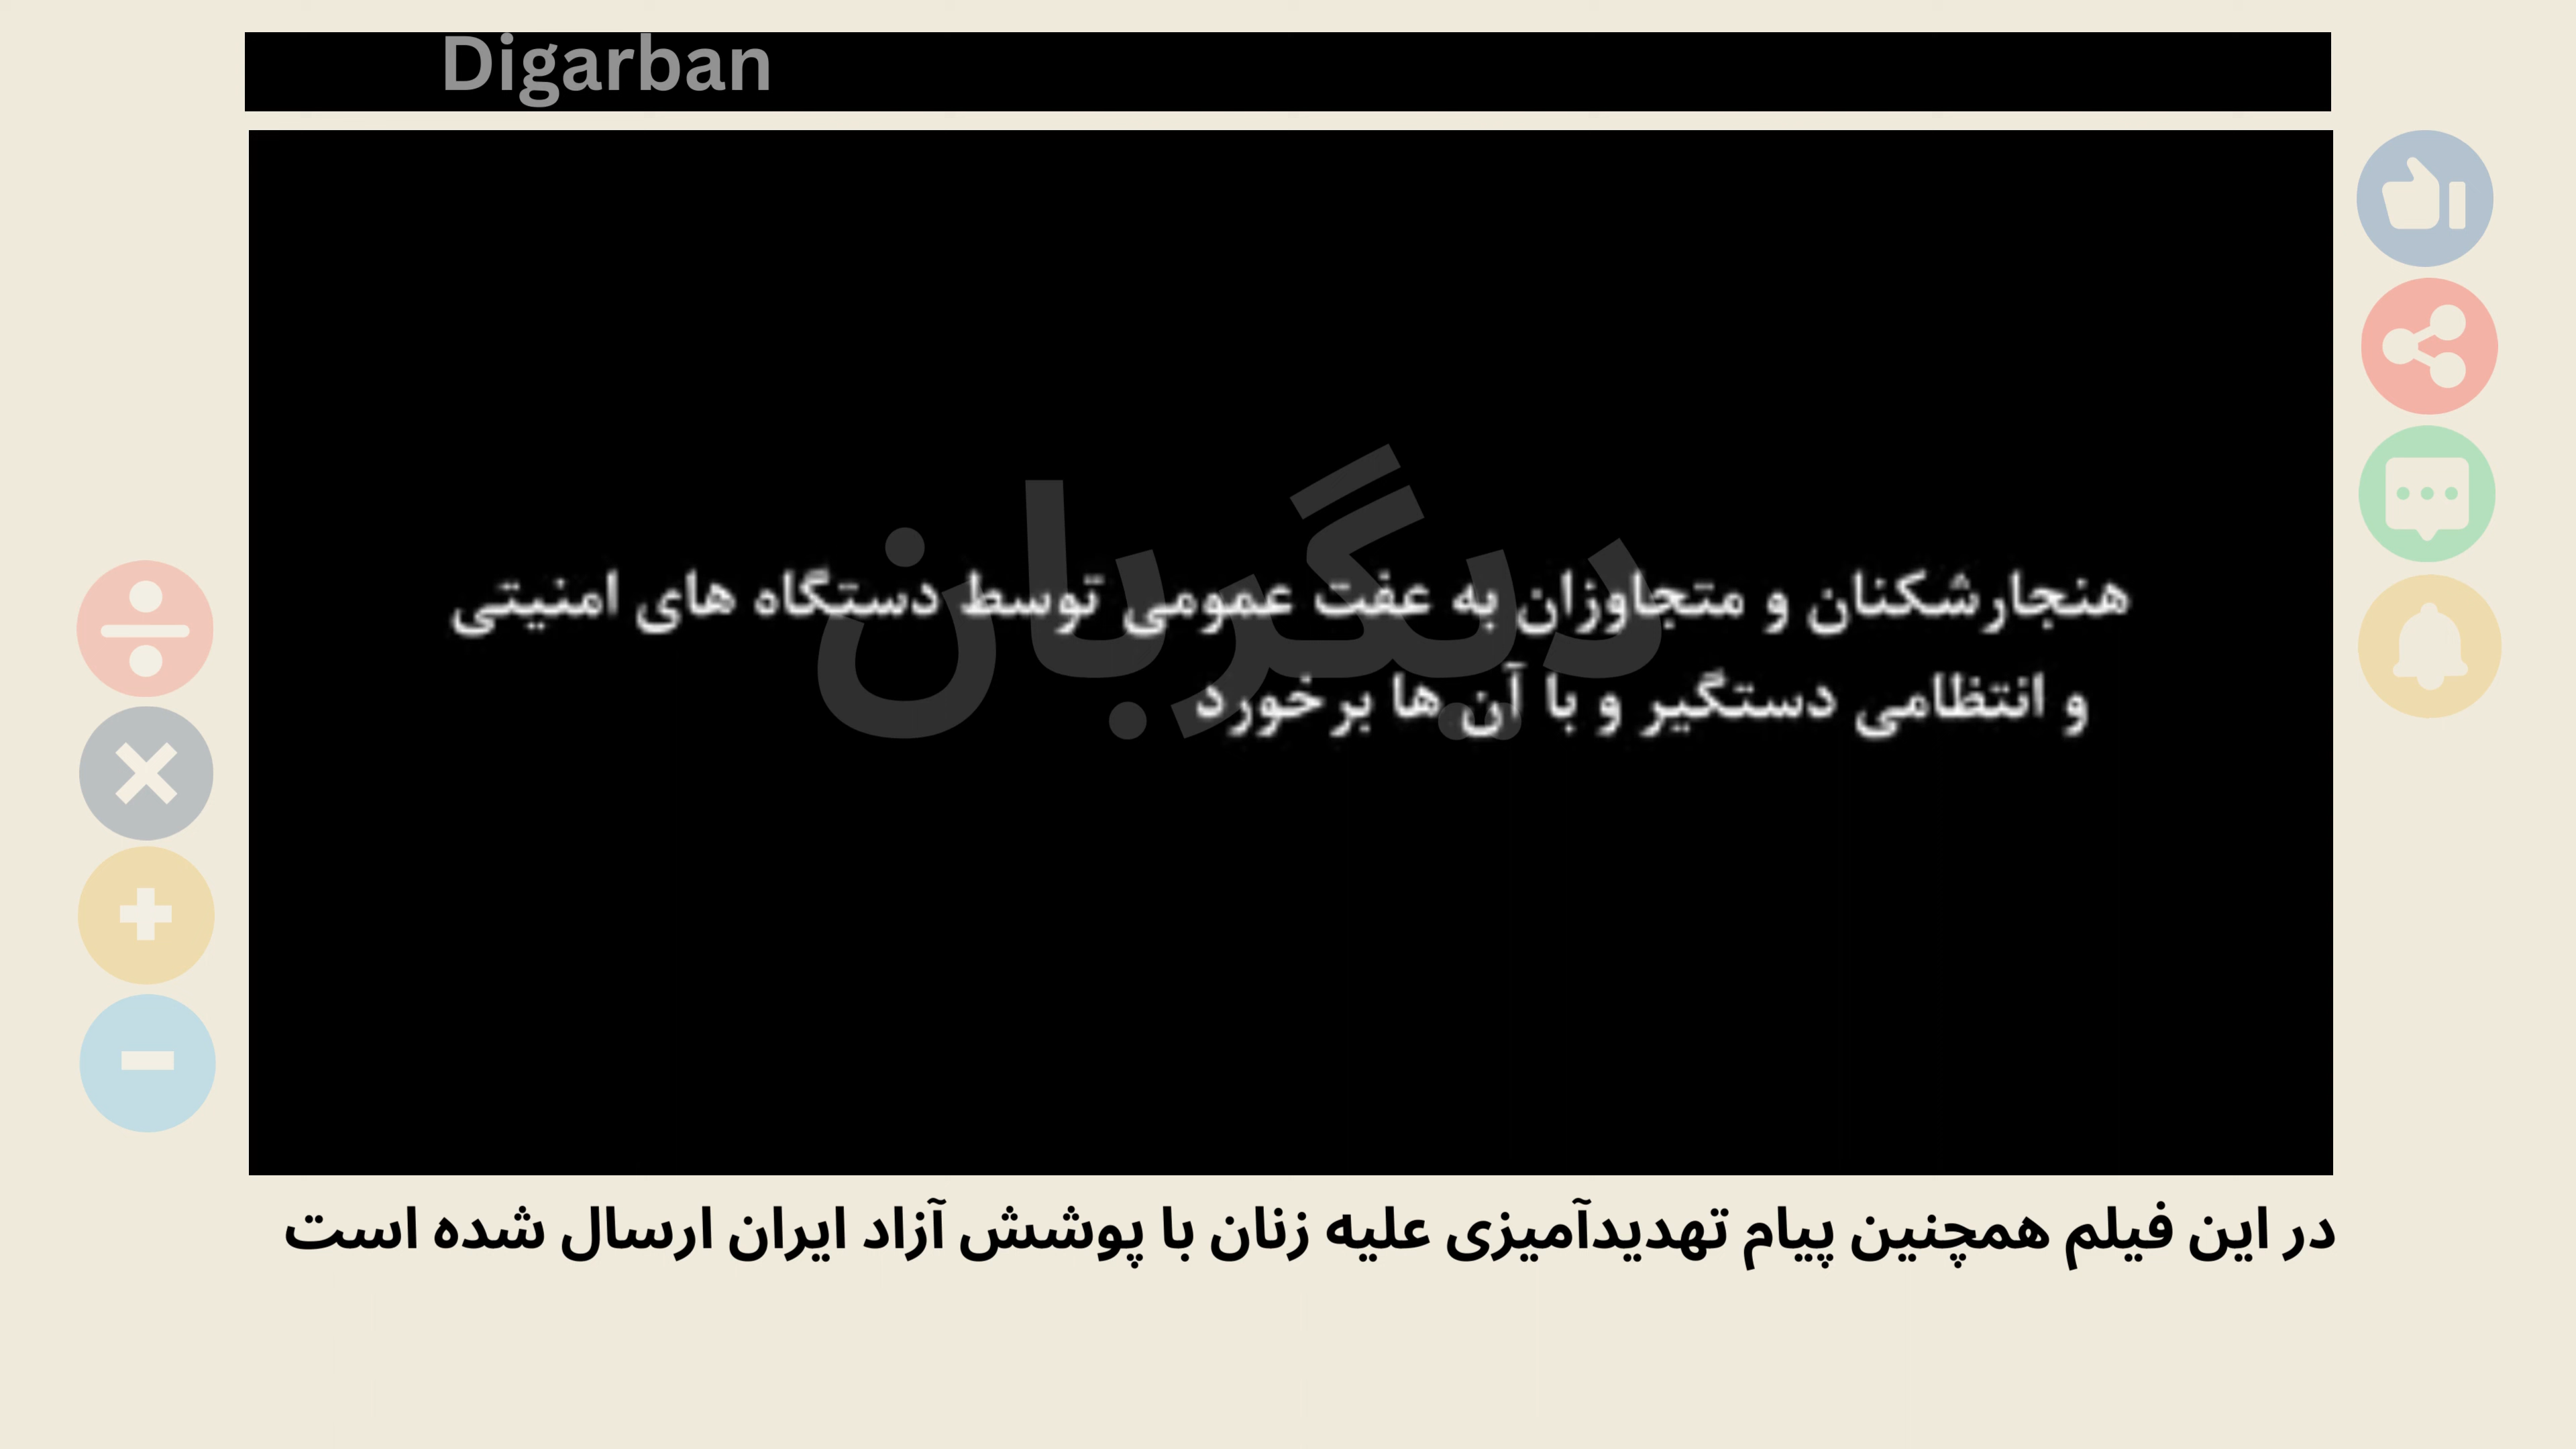 Digarban
دیگربان
هنجارشکنان و متجاوزان به عفت عمومی توسط دستگاه های امنیتی
و انتظامی دستگیر و با آن ها برخورد
در این فیلم همچنین پیام تهدیدآمیزی علیه زنان با پوشش آزاد ایران ارسال شده است